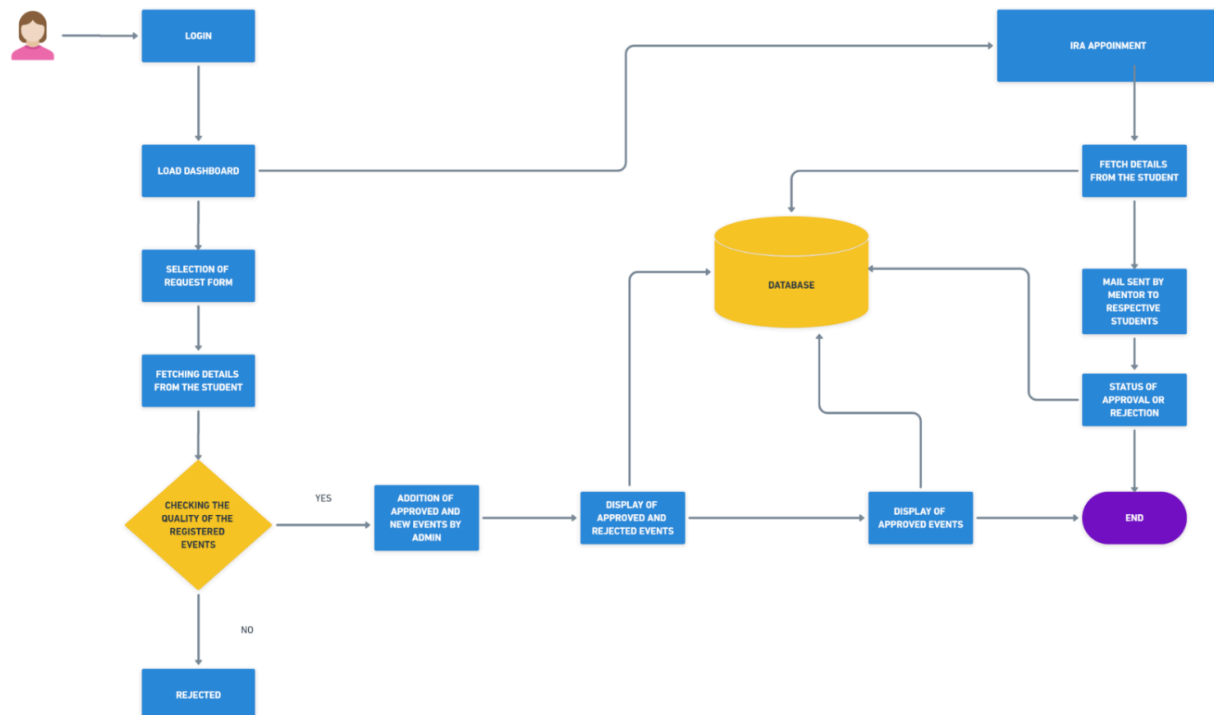 LOGIN
IRA APPOINMENT
LOAD DASHBOARD
FETCH DETAILS
FROM THE STUDENT
SELECTION OF
REQUEST FORM
DATABASE
MAIL SENT BY
MENTOR TO
RESPECTIVE
STUDENTS
FETCHING DETAILS
FROM THE STUDENT
STATUS OF
APPROVAL OR
REJECTION
CHECKING THE
QUALITY OF THE
REGISTERED
EVENTS
YES
ADDITION OF
APPROVED AND
NEW EVENTS BY
ADMIN
DISPLAY OF
APPROVED AND
REJECTED EVENTS
DISPLAY OF
APPROVED EVENTS
END
NO
REJECTED